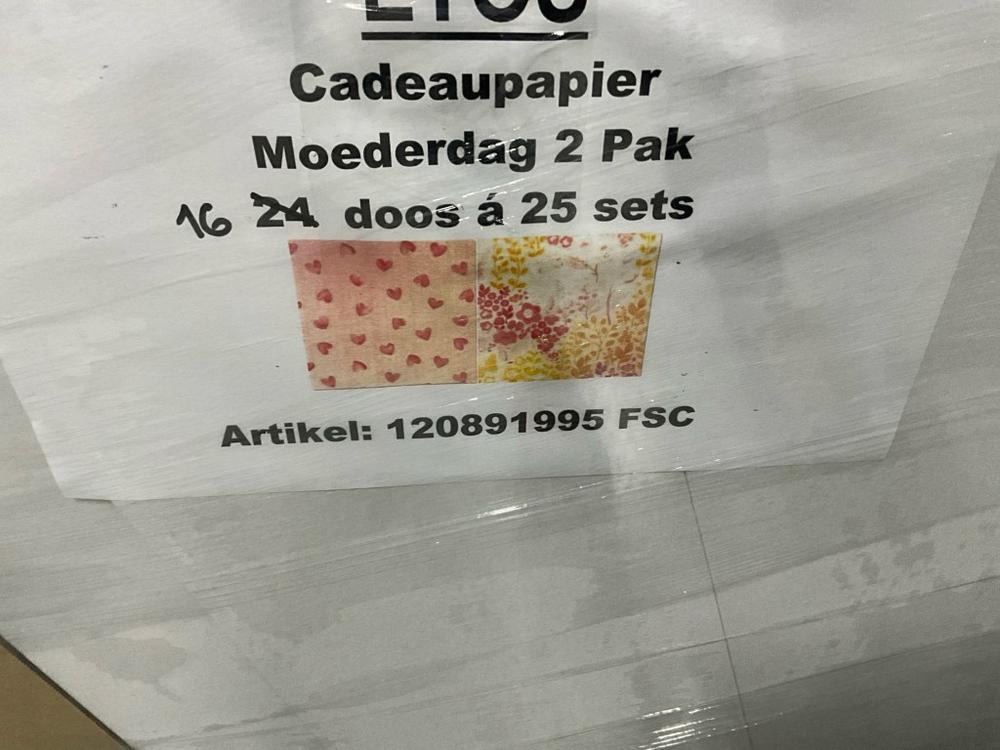 Cadeaupapier
Moederdag 2 Pak
16 24 doos á 25 sets
Artikel: 120891995 FSC